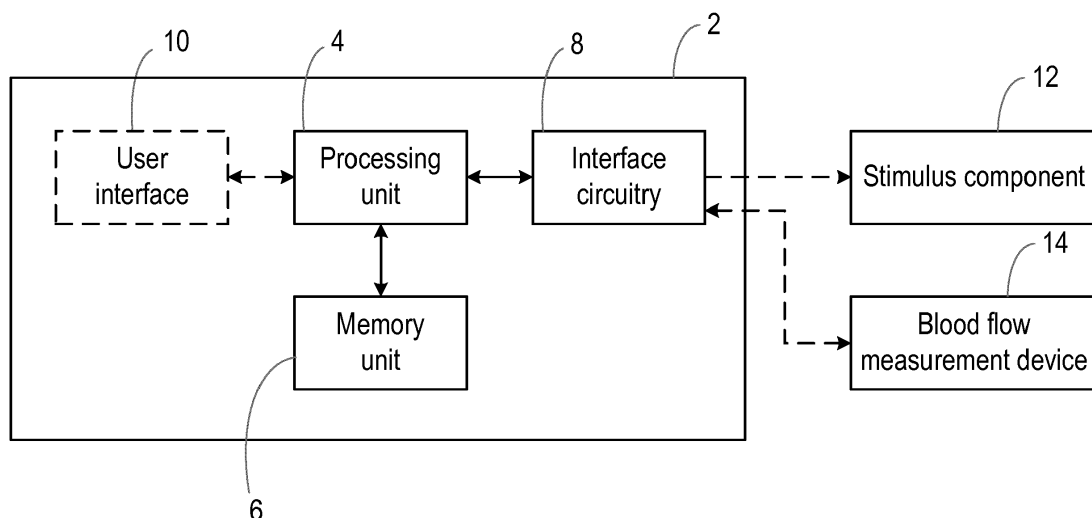 10
4
8
2
12
User
interface
Processing
unit
Interface
circuitry
Stimulus component
14
Memory
unit
Blood flow
measurement device
6